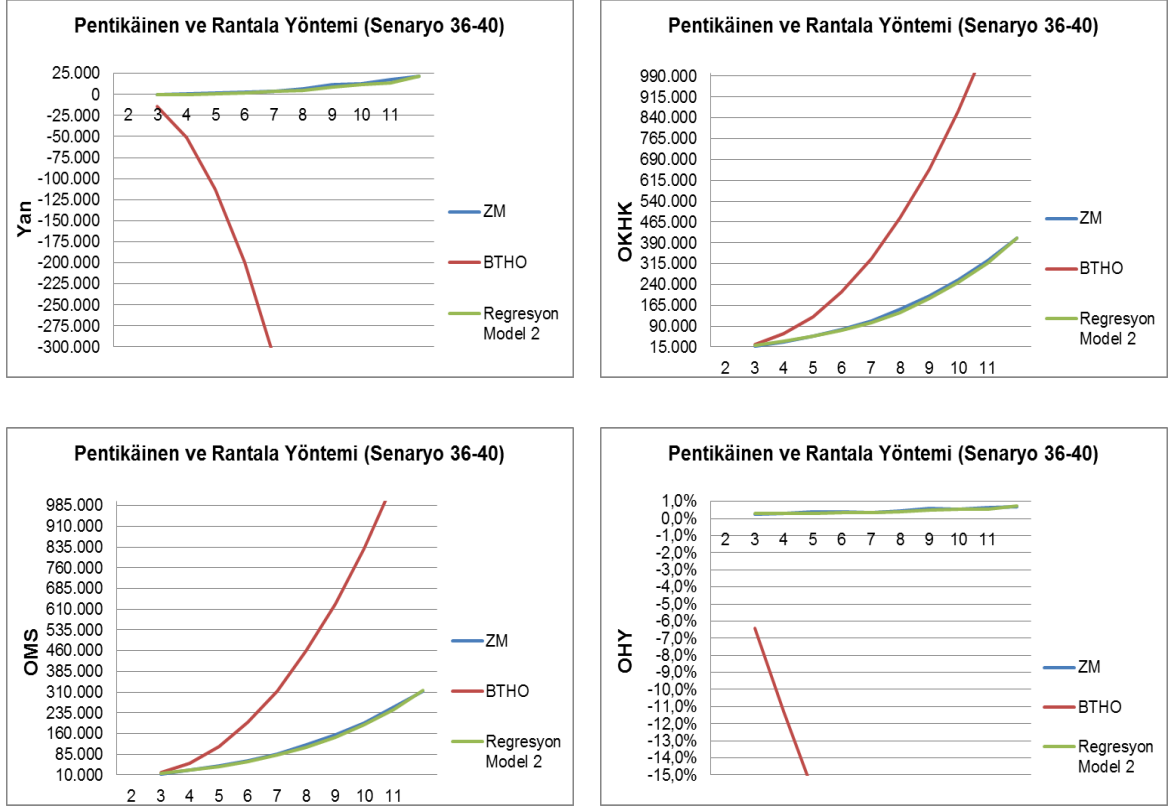 Pentikäinen ve Rantala Yöntemi (Senaryo 36-40)
Yan
25.000
0
-25.000
-50.000
-75.000
-100.000
-125.000
-150.000
-175.000
-200.000
-225.000
-250.000
-275.000
-300.000
2 3 4 5 6 7 8 9 10 11
ZM
BTHO
Regresyon
Model 2
Pentikäinen ve Rantala Yöntemi (Senaryo 36-40)
OKHK
990.000
915.000
840.000
765.000
690.000
615.000
540.000
465.000
390.000
315.000
240.000
165.000
90.000
15.000
2 3 4 5 6 7 8 9 10 11
ZM
BTHO
Regresyon
Model 2
Pentikäinen ve Rantala Yöntemi (Senaryo 36-40)
OMS
985.000
910.000
835.000
760.000
685.000
610.000
535.000
460.000
385.000
310.000
235.000
160.000
85.000
10.000
2 3 4 5 6 7 8 9 10 11
ZM
BTHO
Regresyon
Model 2
Pentikäinen ve Rantala Yöntemi (Senaryo 36-40)
OHY
1,0%
0,0%
-1,0%
-2,0%
-3,0%
-4,0%
-5,0%
-6,0%
-7,0%
-8,0%
-9,0%
-10,0%
-11,0%
-12,0%
-13,0%
-14,0%
-15,0%
2 3 4 5 6 7 8 9 10 11
ZM
BTHO
Regresyon
Model 2